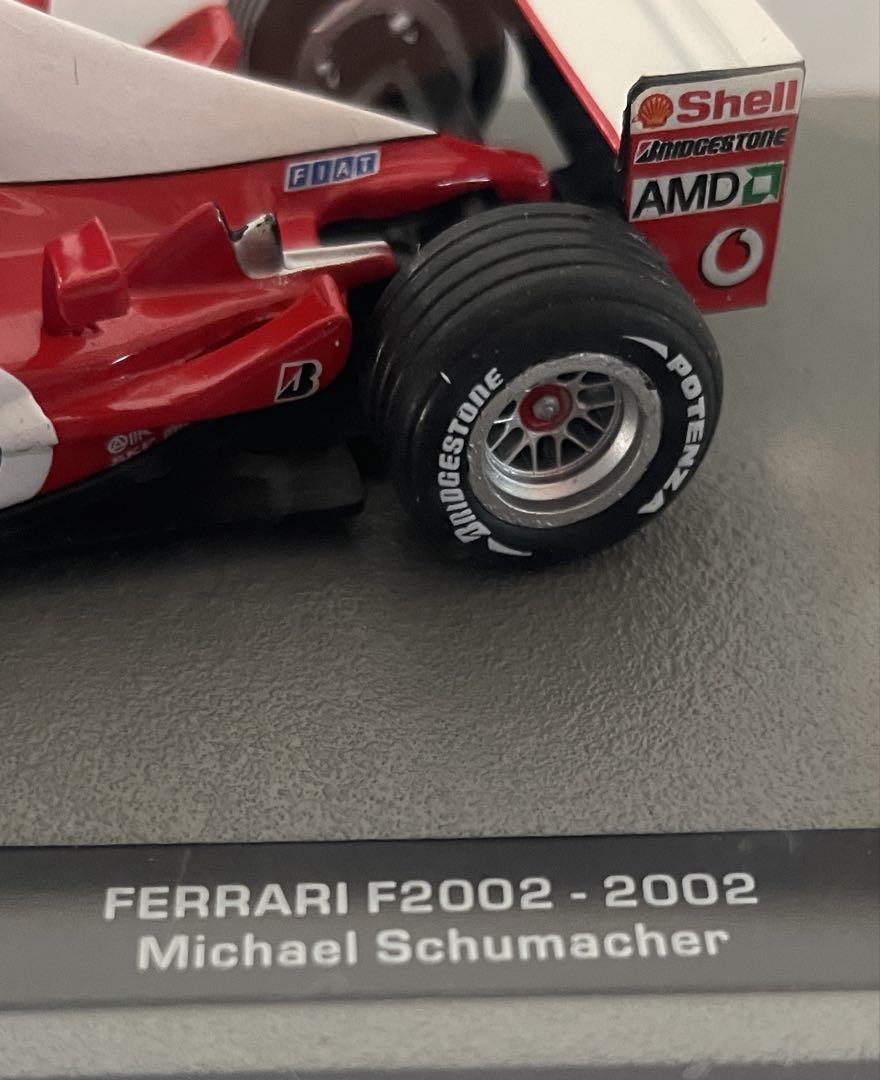 Shell
BRIDGESTONE
AMD
FIAT
B
BRIDGESTONE
POTENZA
FERRARI F2002 - 2002
Michael Schumacher